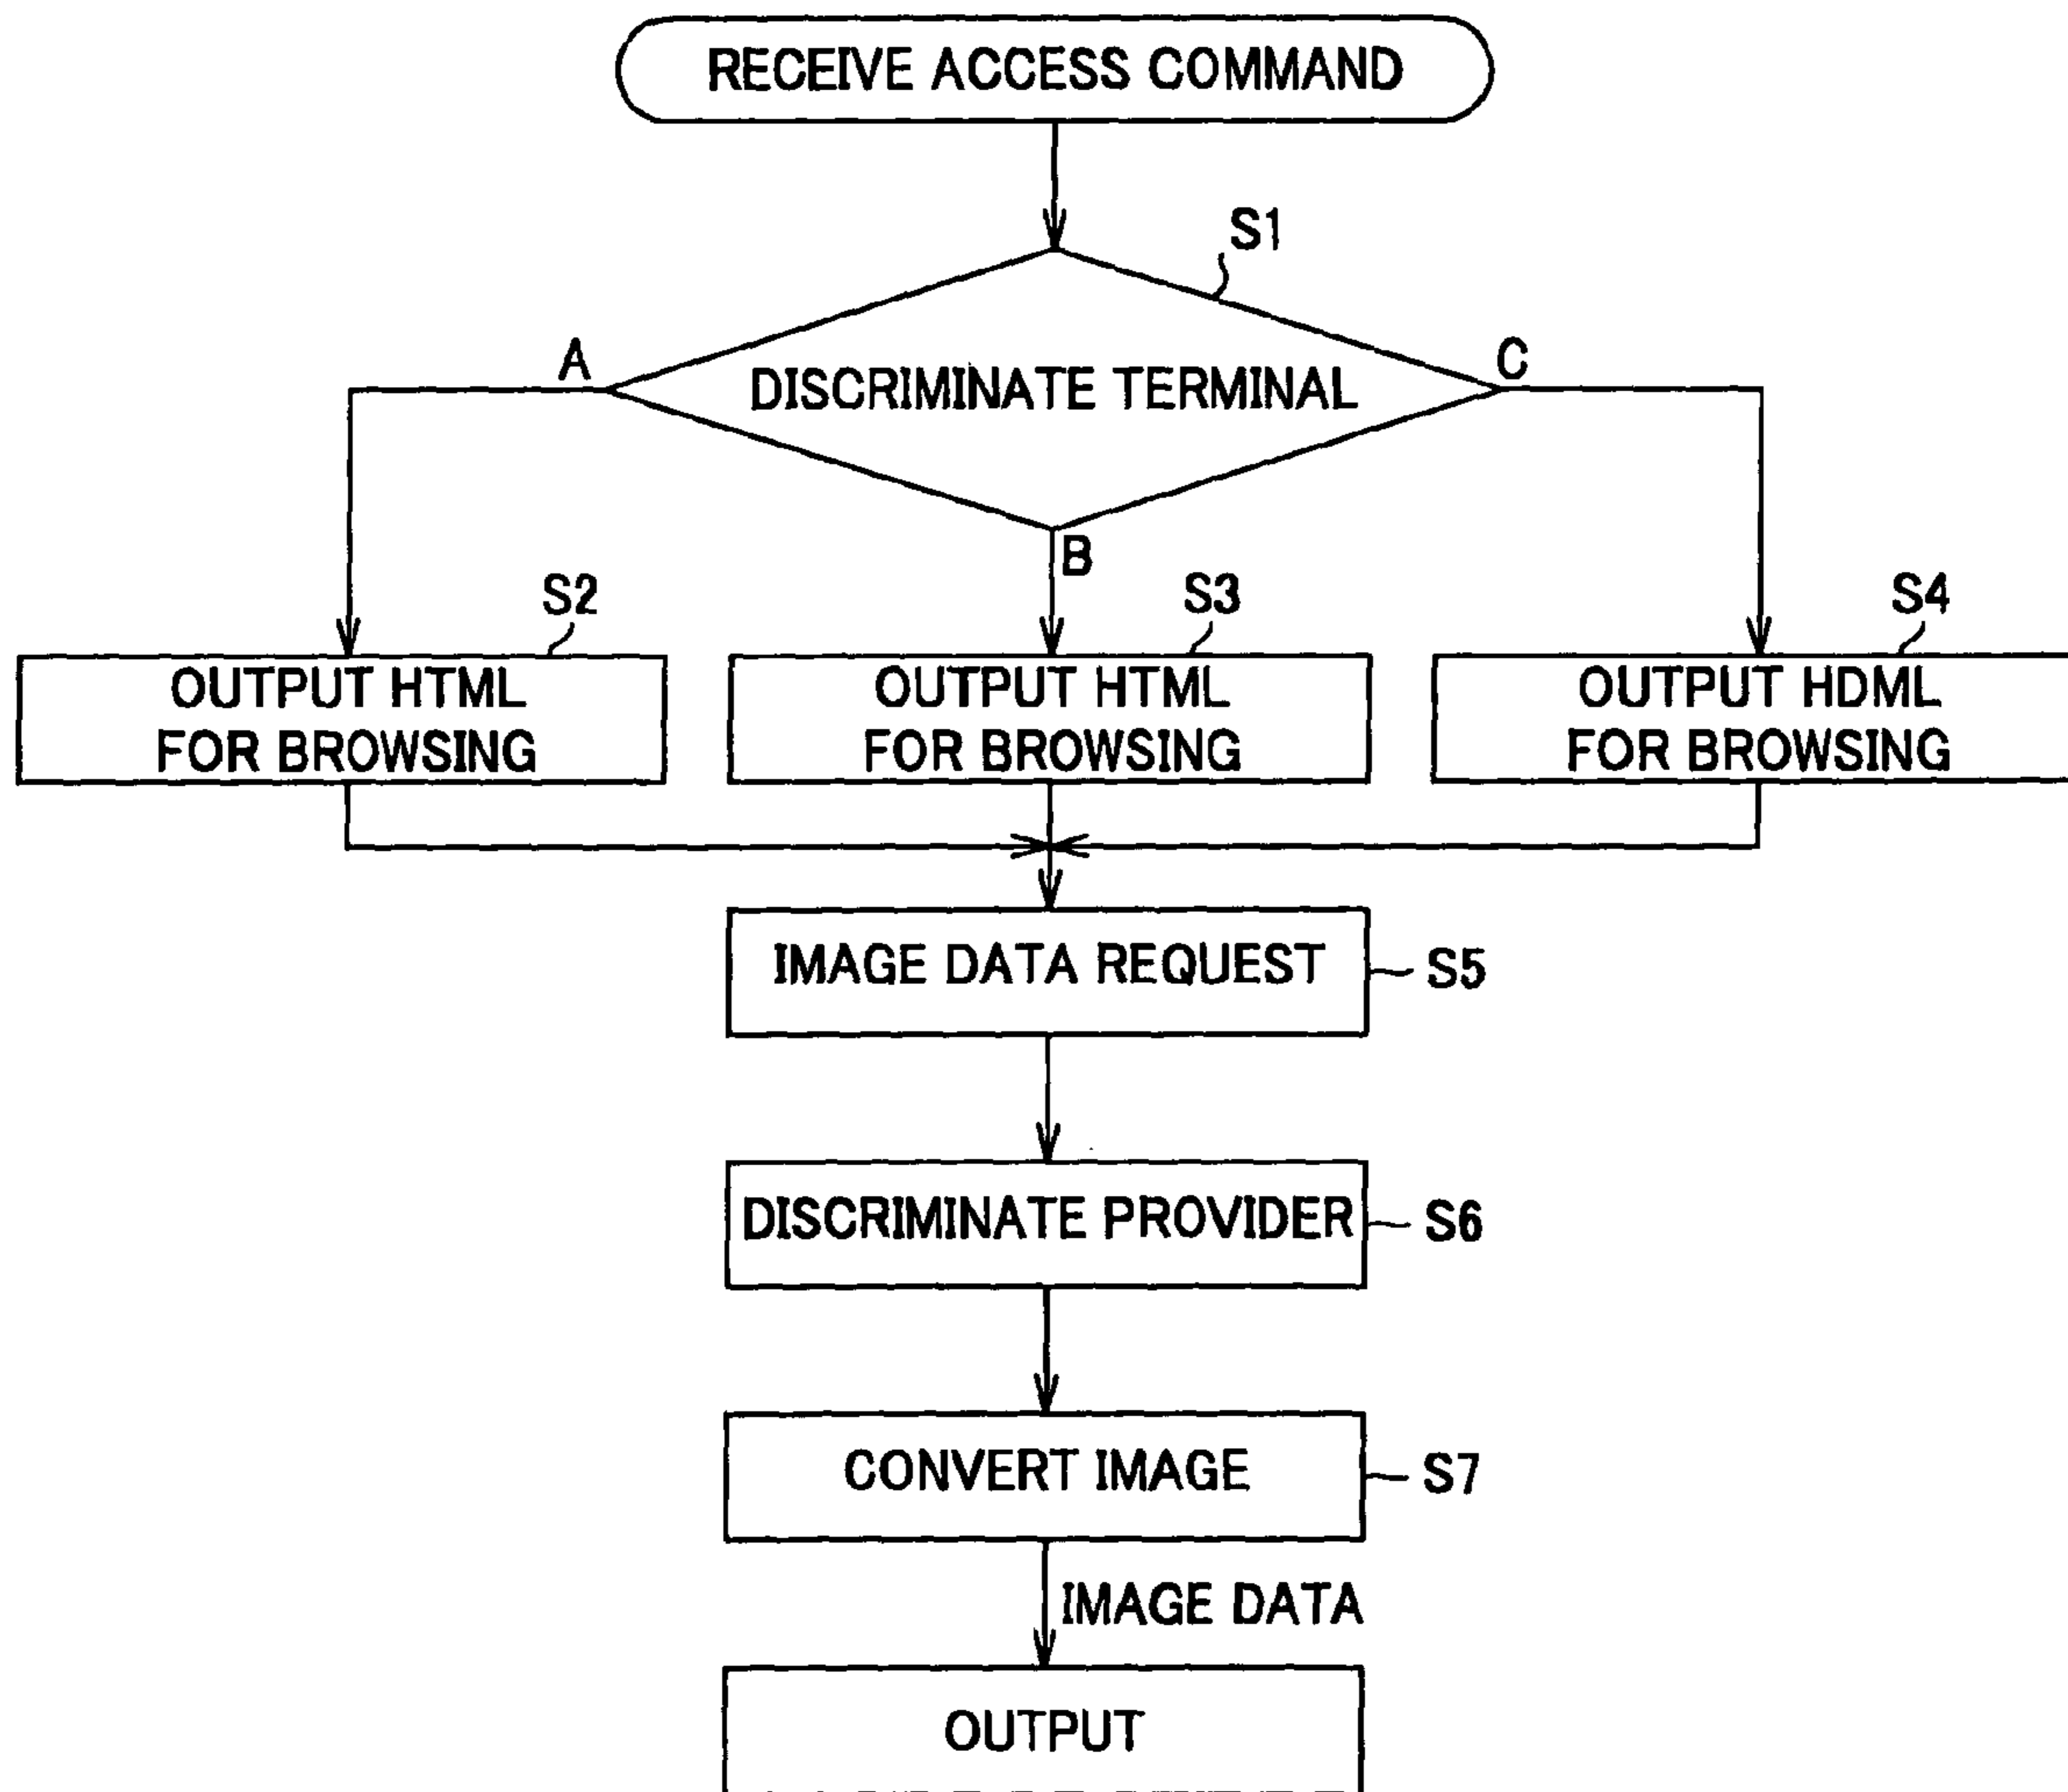 RECEIVE ACCESS COMMAND
S1
A
DISCRIMINATE TERMINAL
C
B
S2
S3
S4
OUTPUT HTML
FOR BROWSING
OUTPUT HTML
FOR BROWSING
OUTPUT HDML
FOR BROWSING
IMAGE DATA REQUEST
S5
DISCRIMINATE PROVIDER
S6
CONVERT IMAGE
S7
IMAGE DATA
OUTPUT